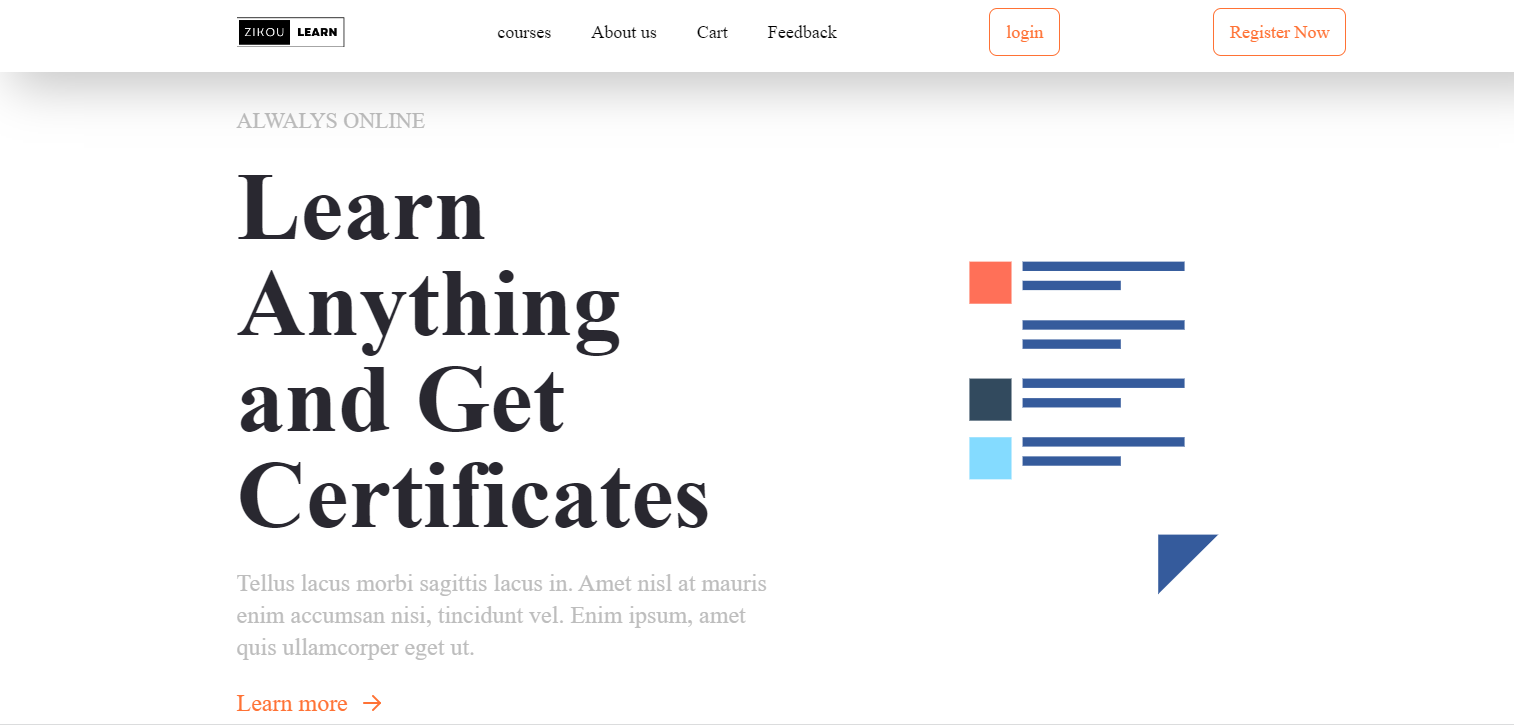 ZIKOU LEARN
courses About us Cart Feedback login Register Now
ALWALYS ONLINE
Learn
Anything
and Get
Certificates
Tellus lacus morbi sagittis lacus in. Amet nisl at mauris
enim accumsan nisi, tincidunt vel. Enim ipsum, amet
quis ullamcorper eget ut.
Learn more →